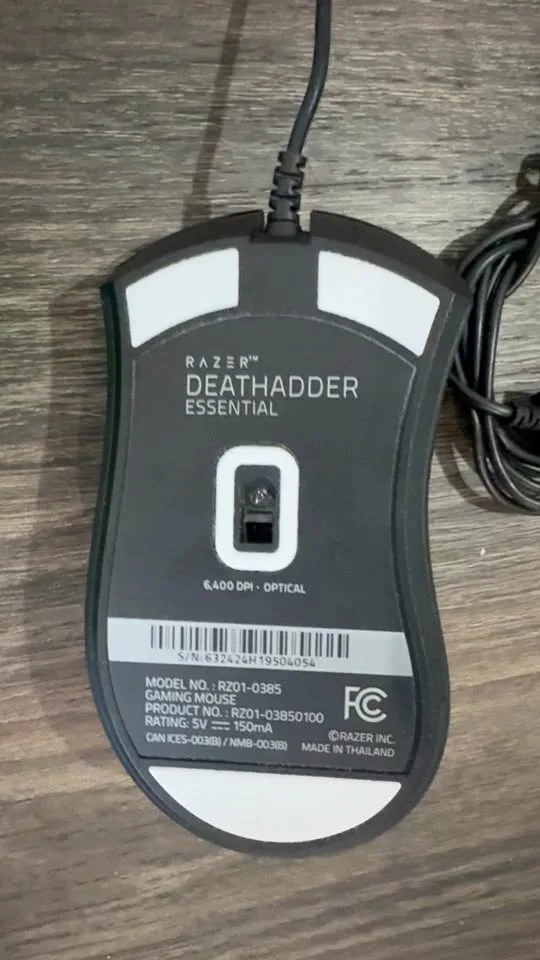 RAZER™
DEATHADDER
ESSENTIAL
6,400 DPI · OPTICAL
S/N: 632424H19504054
MODEL NO. : RZ01-0385
GAMING MOUSE
PRODUCT NO. : RZ01-03850100
RATING: 5V ⎓ 150mA
CAN ICES-003(B) / NMB-003(B)
FC
©RAZER INC.
MADE IN THAILAND